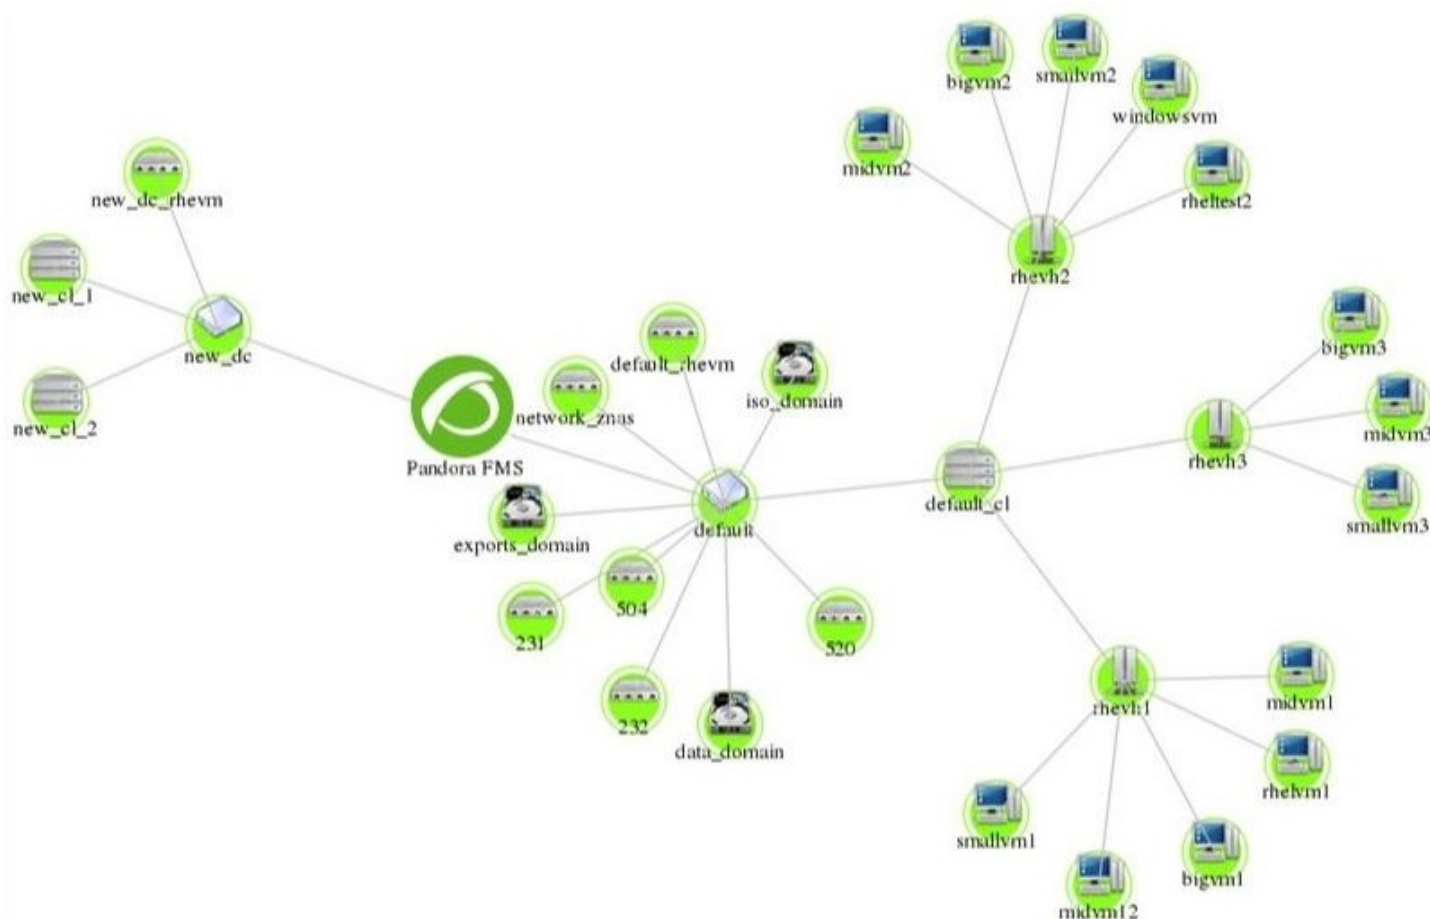 bigvm2
smallvm2
windowsvm
midvm2
rheltest2
new_dc_rhevm
rhevh2
new_cl_1
bigvm3
new_dc
default_rhevm
iso_domain
network_znas
new_cl_2
midvm3
Pandora FMS
rhevh3
default_cl
smallvm3
default
exports_domain
504
231
520
rhevh1
midvm1
232
data_domain
rhelvm1
smallvm1
bigvm1
midvm12